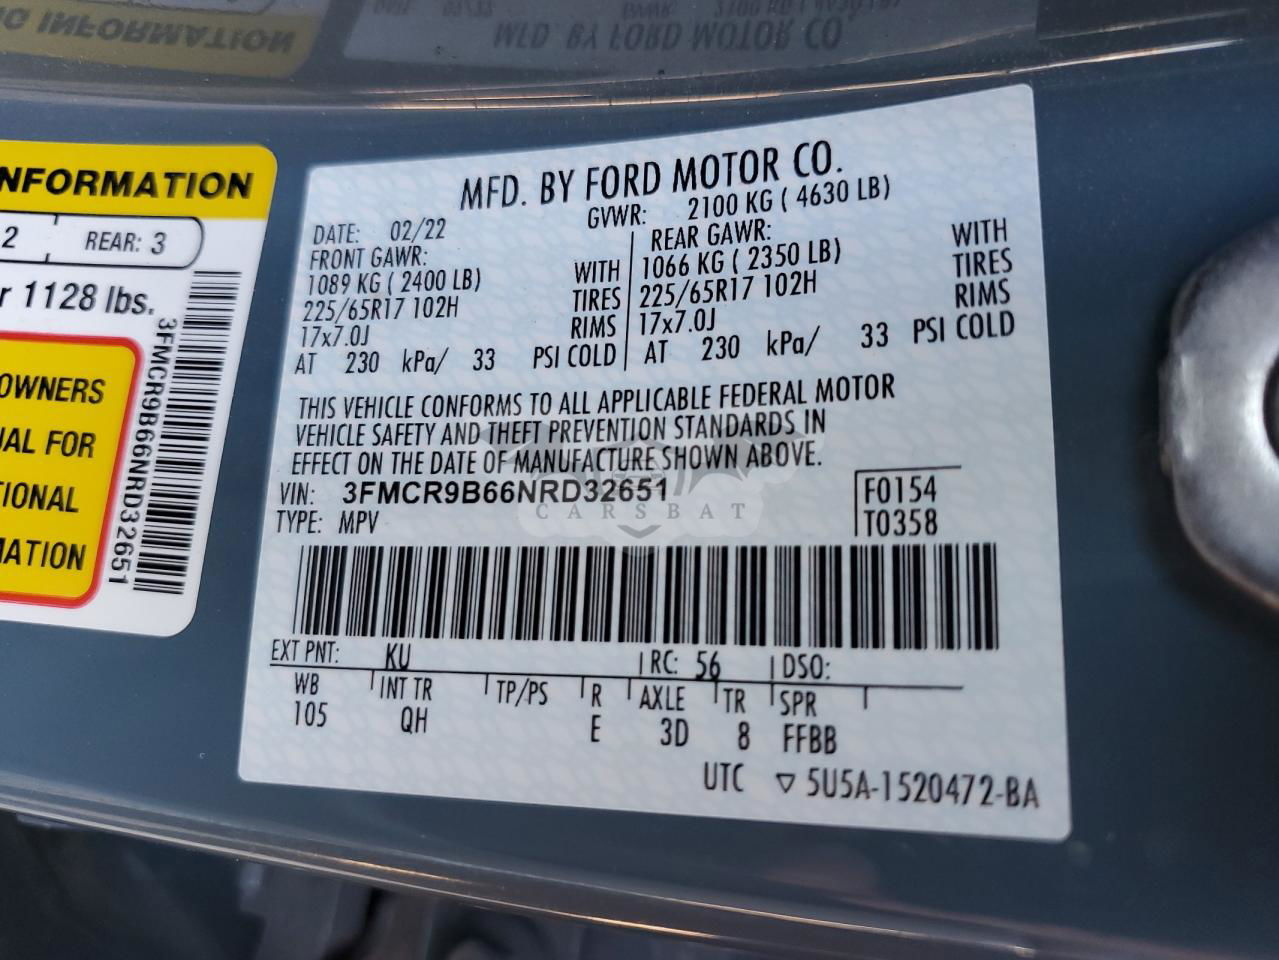 MFD. BY FORD MOTOR CO.
DATE: 02/22
GVWR: 2100 KG ( 4630 LB)
FRONT GAWR:
1089 KG ( 2400 LB)
225/65R17 102H
17x7.0J
WITH
TIRES
RIMS
AT 230 kPa/ 33 PSI COLD
REAR GAWR:
1066 KG ( 2350 LB)
225/65R17 102H
17x7.0J
WITH
TIRES
RIMS
AT 230 kPa/ 33 PSI COLD
THIS VEHICLE CONFORMS TO ALL APPLICABLE FEDERAL MOTOR
VEHICLE SAFETY AND THEFT PREVENTION STANDARDS IN
EFFECT ON THE DATE OF MANUFACTURE SHOWN ABOVE.
VIN: 3FMCR9B66NRD32651
TYPE: MPV
F0154
T0358
CARSBAT
EXT PNT: KU RC: 56 DSO:
WB INT TR TP/PS R AXLE TR SPR
105 QH E 3D 8 FFBB
UTC ▽ 5U5A-1520472-BA
NFORMATION
2 REAR: 3
r 1128 lbs.
3FMCR9B66NRD32651
OWNERS
UAL FOR
TIONAL
MATION
NG INFORMATION
MFD BY FORD MOTOR CO